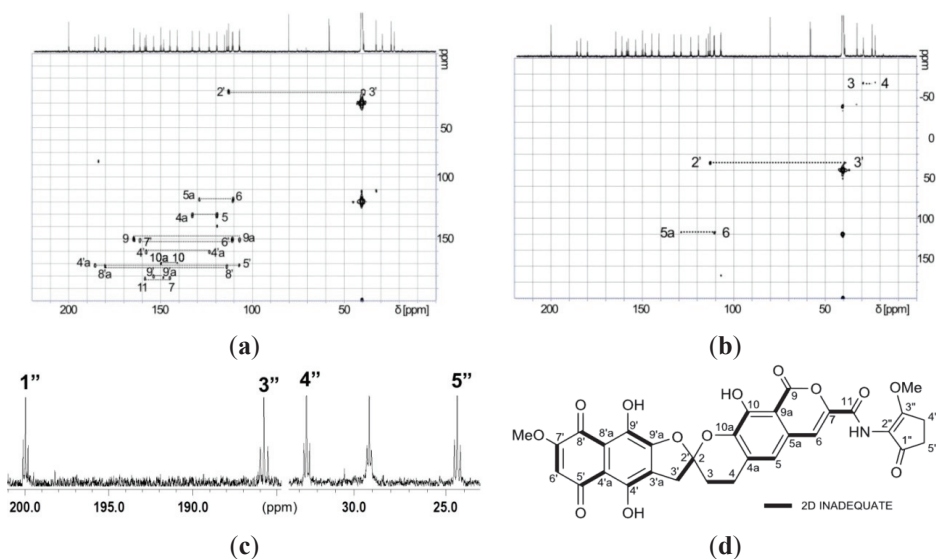 ppm
50
100
150
2' 3'
5a 6
4a 5
9 7' 6' 9a
4' 10a 10 4'a
4'a 5'
8'a 9' 9'a 8'
11 7
200 150 100 50 δ [ppm]
(a)
ppm
-50
0
50
100
150
3 4
2' 3'
5a 6
200 150 100 50 δ [ppm]
(b)
1” 3” 4” 5”
200.0 195.0 190.0 (ppm) 30.0 25.0
(c)
O OH OH O O O OMe
10 9 11 3”
9a 7 2” 4”
MeO 7' 8' 8'a 9' 9'a O O 10a 5a 6 NH 1” 5”
6' 5' 4'a 4' 3'a 3' 2' 2 3 4 4a 5 O
O OH
2D INADEQUATE
(d)